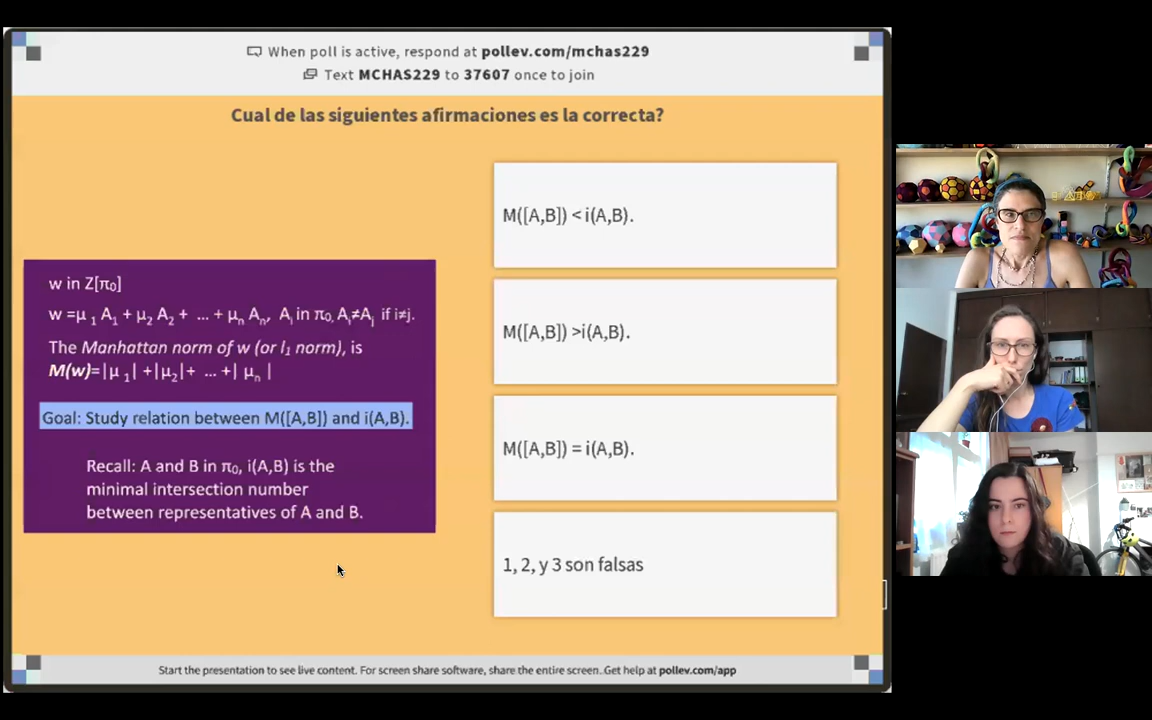 When poll is active, respond at pollev.com/mchas229
Text MCHAS229 to 37607 once to join
Cual de las siguientes afirmaciones es la correcta?
w in Z[π₀]
w =μ ₁ A₁ + μ₂ A₂ + ... + μₙ Aₙ, Aᵢ in π₀, Aᵢ≠Aⱼ if i≠j.
The Manhattan norm of w (or l₁ norm), is
M(w)=|μ ₁| +|μ₂|+ ... +| μₙ |
Goal: Study relation between M([A,B]) and i(A,B).
Recall: A and B in π₀, i(A,B) is the
minimal intersection number
between representatives of A and B.
M([A,B]) < i(A,B).
M([A,B]) >i(A,B).
M([A,B]) = i(A,B).
1, 2, y 3 son falsas
Start the presentation to see live content. For screen share software, share the entire screen. Get help at pollev.com/app